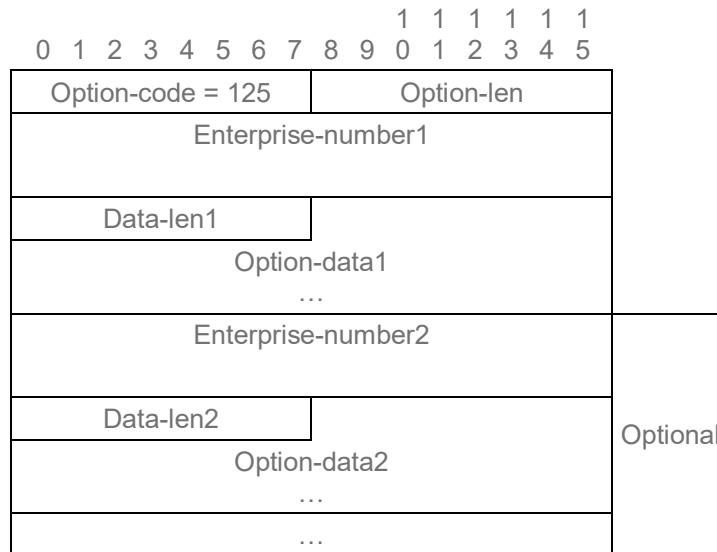 1 1 1 1 1 1
0 1 2 3 4 5 6 7 8 9 0 1 2 3 4 5
Option-code = 125 Option-len
Enterprise-number1
Data-len1
Option-data1
…
Enterprise-number2
Data-len2
Optional
Option-data2
…
…